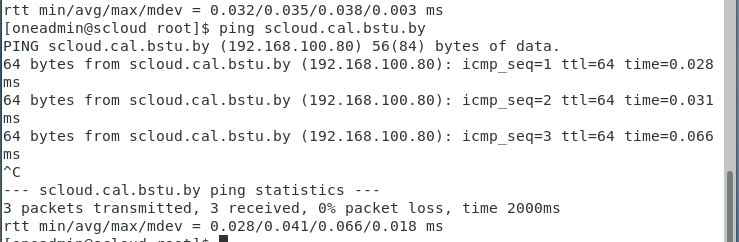 rtt min/avg/max/mdev = 0.032/0.035/0.038/0.003 ms
[oneadmin@scloud root]$ ping scloud.cal.bstu.by
PING scloud.cal.bstu.by (192.168.100.80) 56(84) bytes of data.
64 bytes from scloud.cal.bstu.by (192.168.100.80): icmp_seq=1 ttl=64 time=0.028
ms
64 bytes from scloud.cal.bstu.by (192.168.100.80): icmp_seq=2 ttl=64 time=0.031
ms
64 bytes from scloud.cal.bstu.by (192.168.100.80): icmp_seq=3 ttl=64 time=0.066
ms
^C
--- scloud.cal.bstu.by ping statistics ---
3 packets transmitted, 3 received, 0% packet loss, time 2000ms
rtt min/avg/max/mdev = 0.028/0.041/0.066/0.018 ms
[oneadmin@scloud root]$